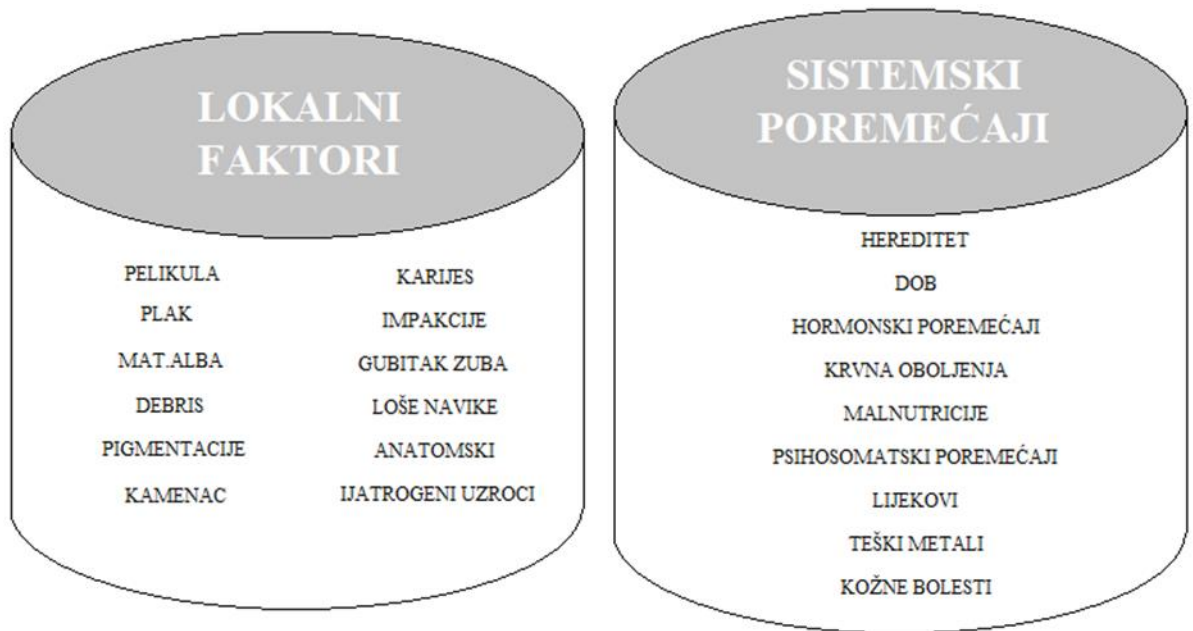 LOKALNI
FAKTORI
PELIKULA
PLAK
MAT.ALBA
DEBRIS
PIGMENTACIJE
KAMENAC
KARIJES
IMPAKCIJE
GUBITAK ZUBA
LOŠE NAVIKE
ANATOMSKI
IJATROGENI UZROCI
SISTEMSKI
POREMEĆAJI
HEREDITET
DOB
HORMONSKI POREMEĆAJI
KRVNA OBOLJENJA
MALNUTRICIJE
PSIHOSOMATSKI POREMEĆAJI
LIJEKOVI
TEŠKI METALI
KOŽNE BOLESTI